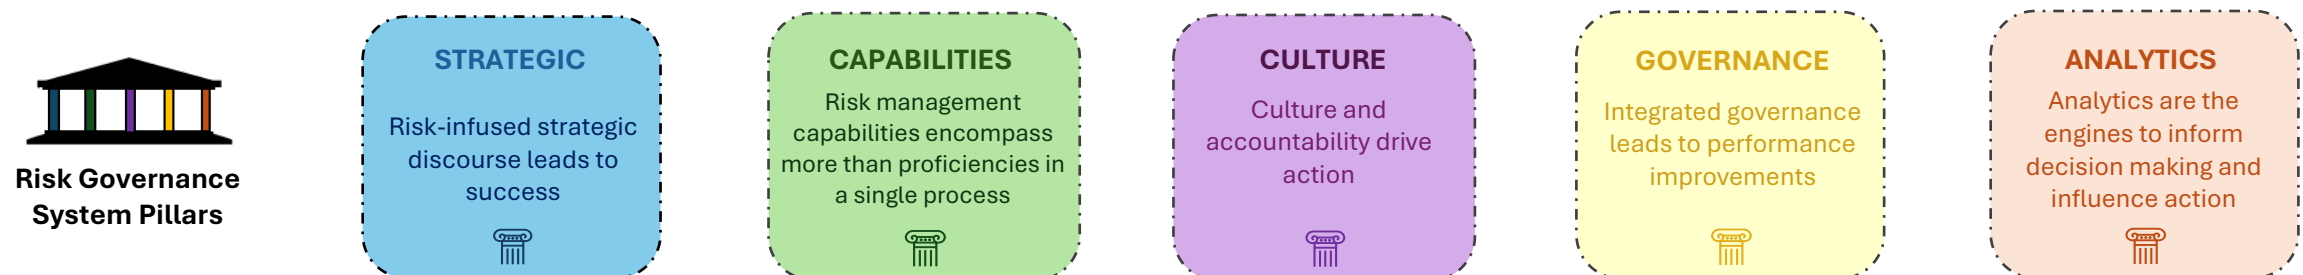 Risk Governance
System Pillars
STRATEGIC
Risk-infused strategic
discourse leads to
success
CAPABILITIES
Risk management
capabilities encompass
more than proficiencies in
a single process
CULTURE
Culture and
accountability drive
action
GOVERNANCE
Integrated governance
leads to performance
improvements
ANALYTICS
Analytics are the
engines to inform
decision making and
influence action